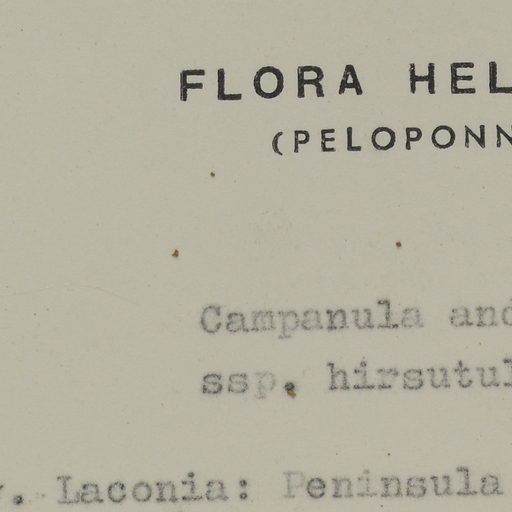 FLORA HEL
(PELOPONN
Campanula and
ssp. hirsutul
v. Laconia: Peninsula